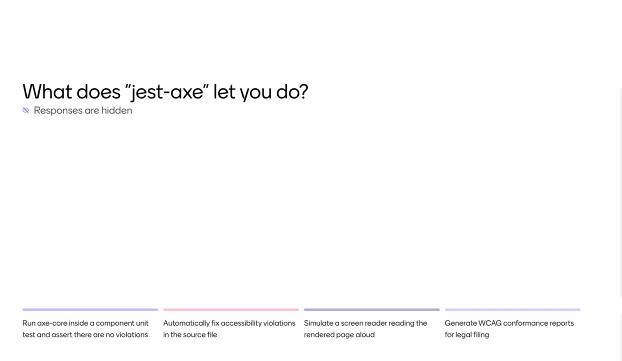 What does "jest-axe" let you do?
Responses are hidden
Run axe-core inside a component unit
test and assert there are no violations
Automatically fix accessibility violations
in the source file
Simulate a screen reader reading the
rendered page aloud
Generate WCAG conformance reports
for legal filing